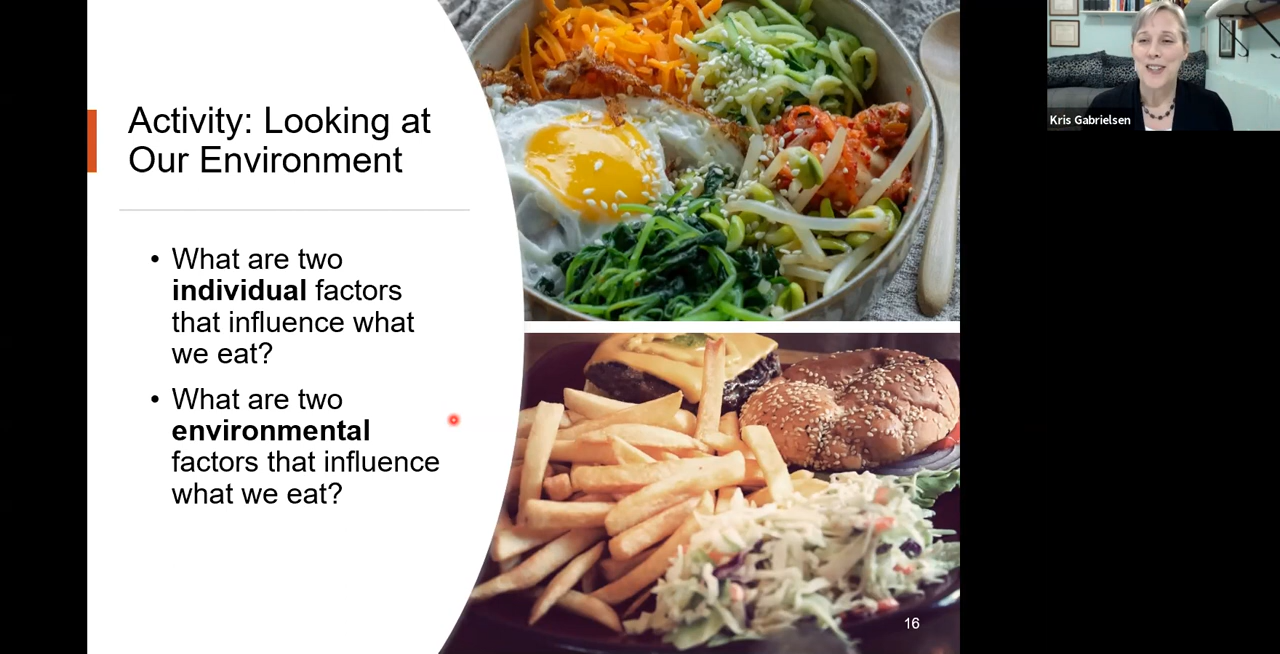 Activity: Looking at
Our Environment
• What are two
individual factors
that influence what
we eat?
• What are two
environmental
factors that influence
what we eat?
16
Kris Gabrielsen